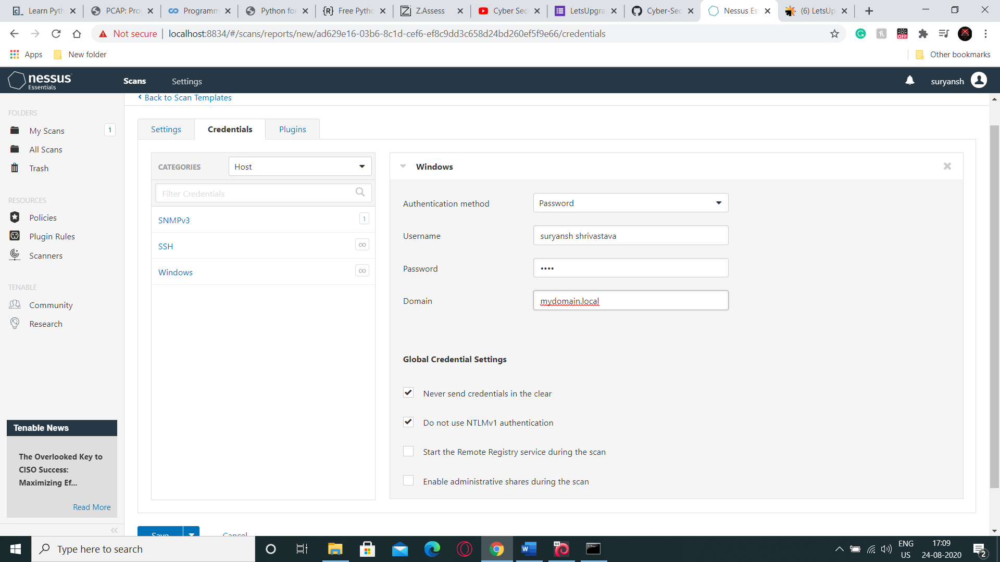 Learn Pyth
PCAP: Pro
Programm
Python for
Free Pytho
Z.Assess
Cyber Sec
LetsUpgra
Cyber-Sec
Nessus Es
(6) LetsUp
Not secure
localhost:8834/#/scans/reports/new/ad629e16-03b6-8c1d-cef6-ef8c9dd3c658d24bd260ef5f9e66/credentials
OFF
Apps
New folder
Other bookmarks
nessus
Essentials
Scans
Settings
suryansh
Back to Scan Templates
FOLDERS
My Scans
1
All Scans
Trash
RESOURCES
Policies
Plugin Rules
Scanners
TENABLE
Community
Research
Tenable News
The Overlooked Key to
CISO Success:
Maximizing Ef...
Read More
Settings
Credentials
Plugins
CATEGORIES
Host
Filter Credentials
SNMPv3
1
SSH
∞
Windows
∞
Windows
Authentication method
Password
Username
suryansh shrivastava
Password
••••
Domain
mydomain.local
Global Credential Settings
Never send credentials in the clear
Do not use NTLMv1 authentication
Start the Remote Registry service during the scan
Enable administrative shares during the scan
Save
Cancel
Type here to search
64
ENG
US
17:09
24-08-2020
2